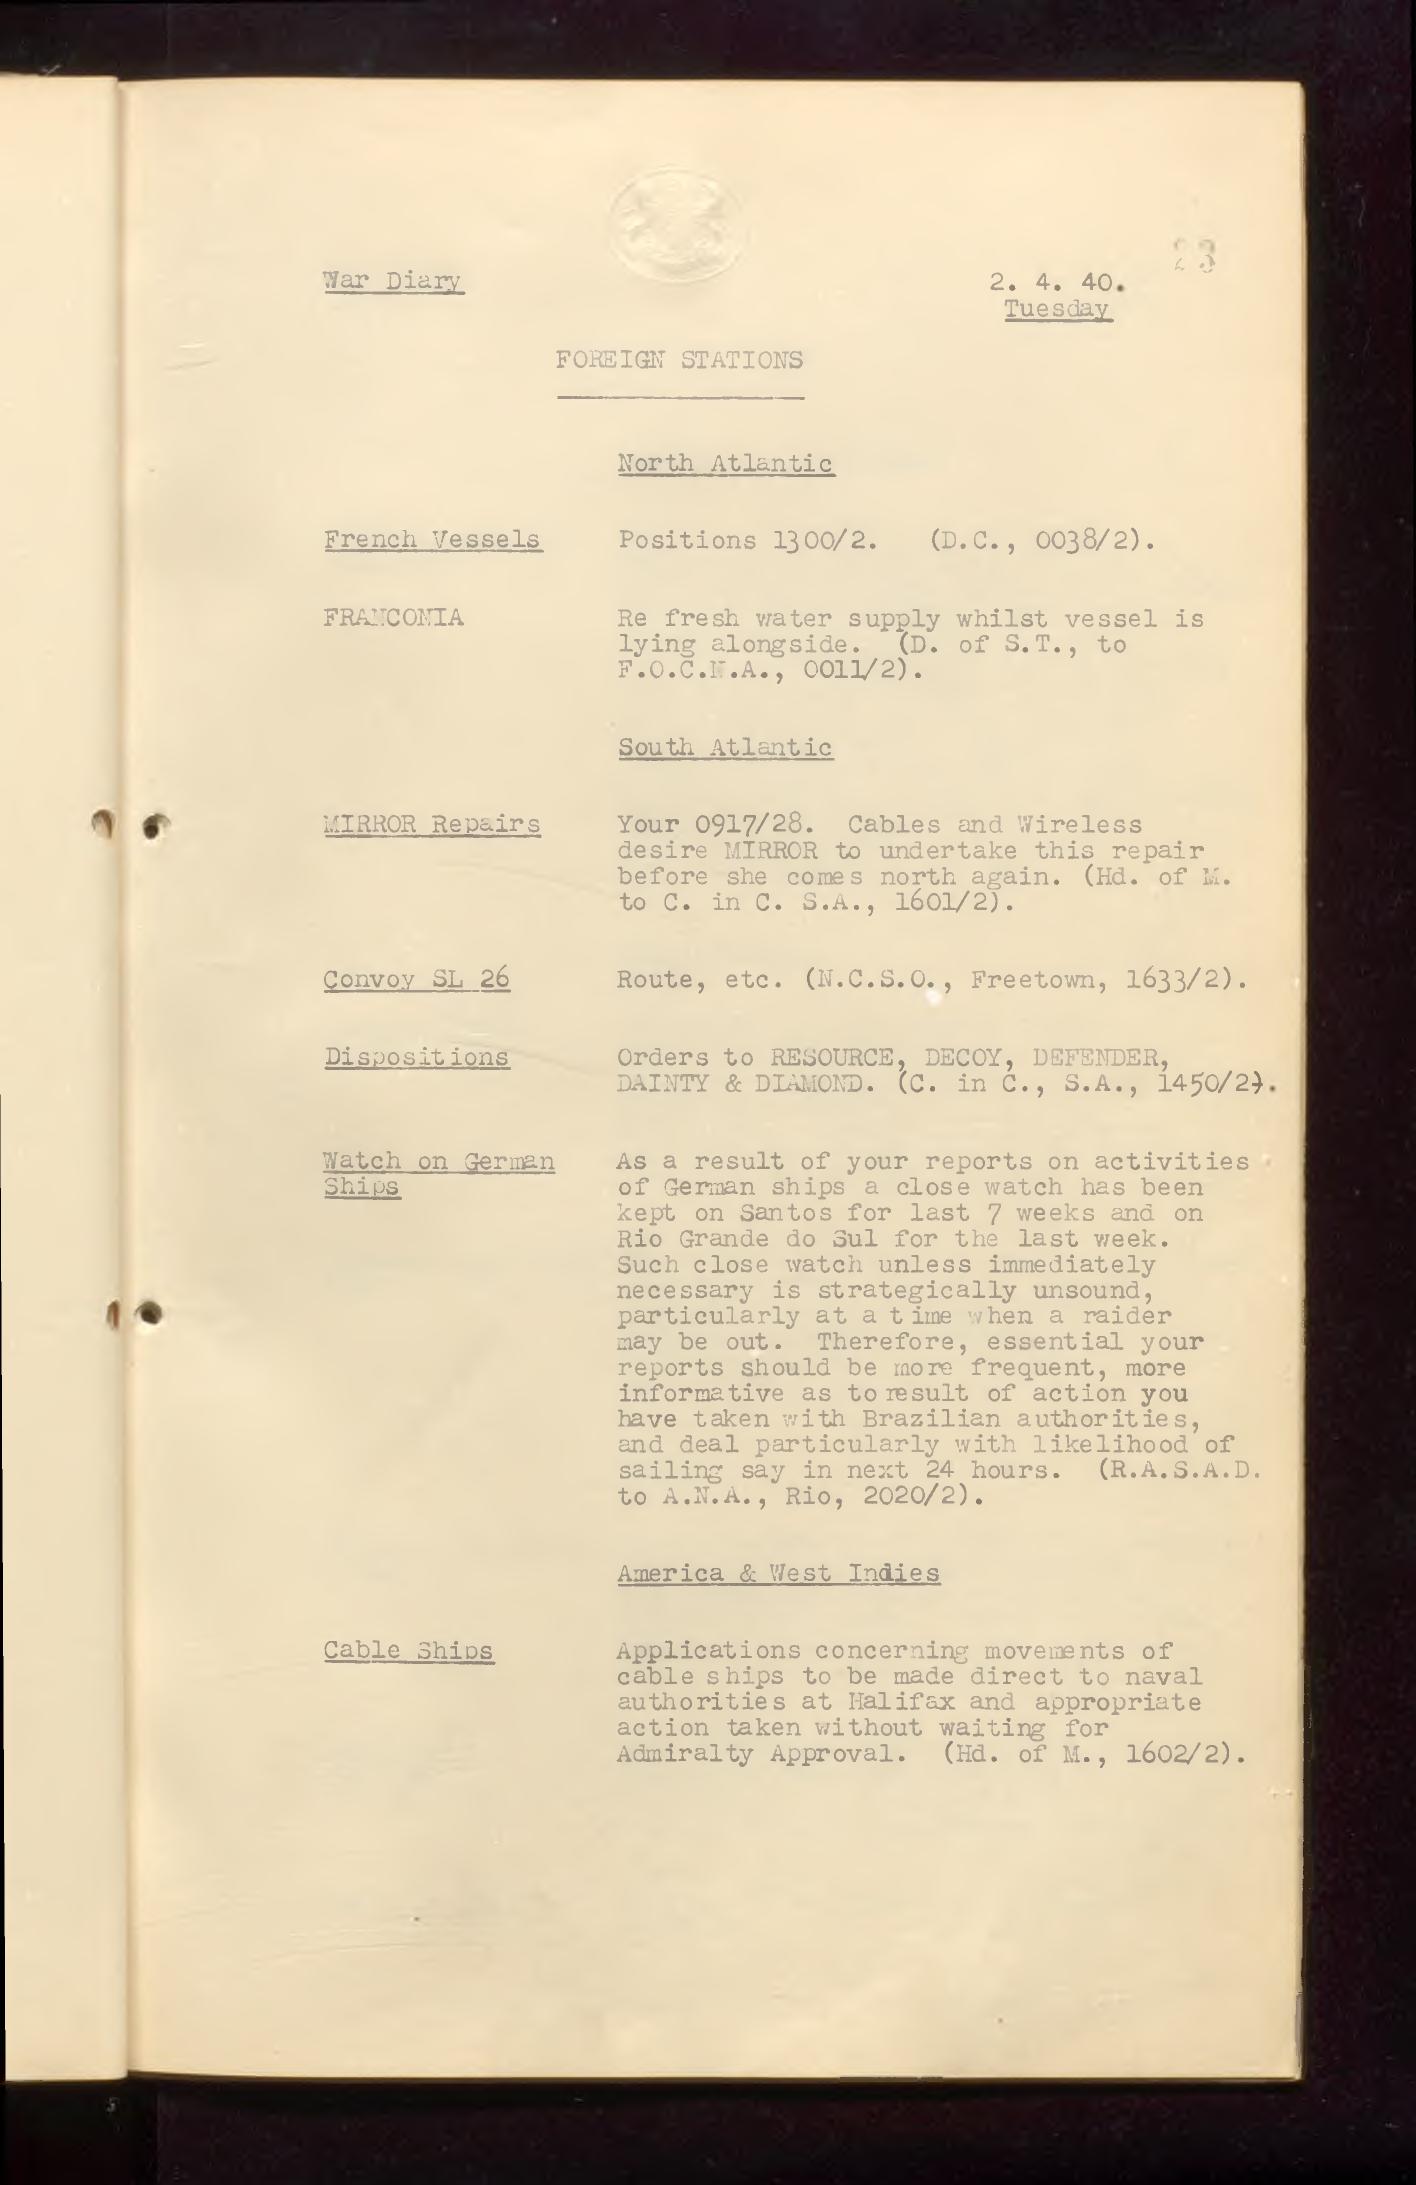 23
War Diary
2. 4. 40.
Tuesday
FOREIGN STATIONS
North Atlantic
French Vessels
Positions 1300/2. (D.C., 0038/2).
FRANCONIA
Re fresh water supply whilst vessel is
lying alongside. (D. of S.T., to
F.O.C.N.A., 0011/2).
South Atlantic
MIRROR Repairs
Your 0917/28. Cables and Wireless
desire MIRROR to undertake this repair
before she comes north again. (Hd. of M.
to C. in C. S.A., 1601/2).
Convoy SL 26
Route, etc. (N.C.S.O., Freetown, 1633/2).
Dispositions
Orders to RESOURCE, DECOY, DEFENDER,
DAINTY & DIAMOND. (C. in C., S.A., 1450/2).
Watch on German
Ships
As a result of your reports on activities
of German ships a close watch has been
kept on Santos for last 7 weeks and on
Rio Grande do Sul for the last week.
Such close watch unless immediately
necessary is strategically unsound,
particularly at a time when a raider
may be out. Therefore, essential your
reports should be more frequent, more
informative as to result of action you
have taken with Brazilian authorities,
and deal particularly with likelihood of
sailing say in next 24 hours. (R.A.S.A.D.
to A.N.A., Rio, 2020/2).
America & West Indies
Cable Ships
Applications concerning movements of
cable ships to be made direct to naval
authorities at Halifax and appropriate
action taken without waiting for
Admiralty Approval. (Hd. of M., 1602/2).